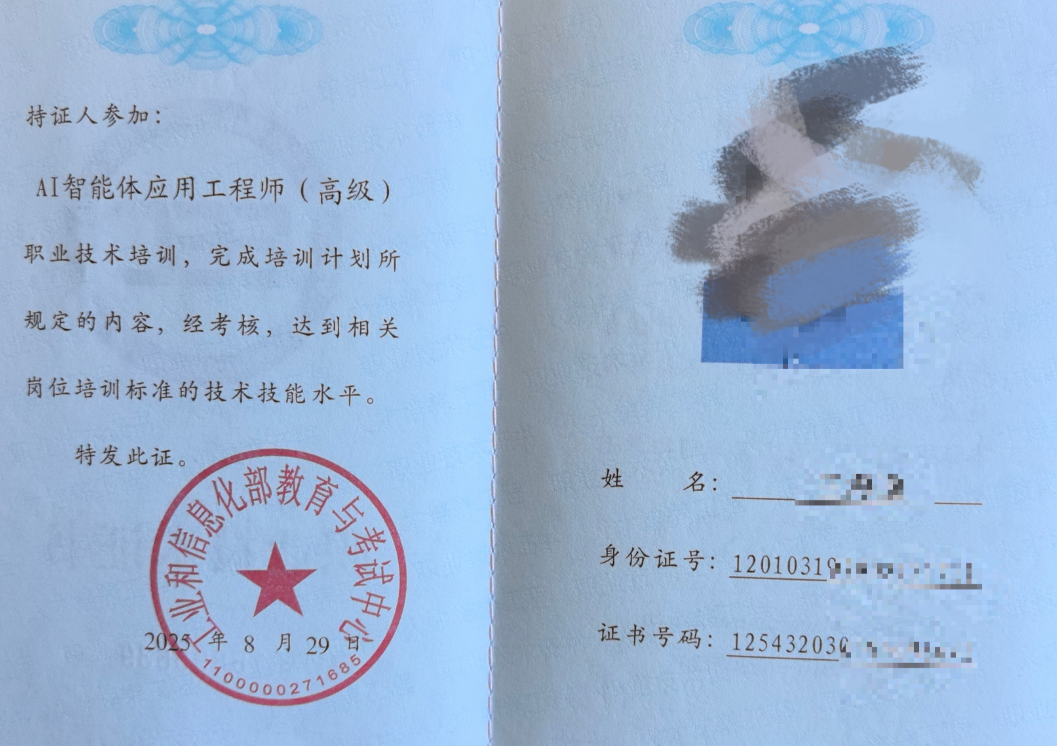 持证人参加：
AI智能体应用工程师（高级）
职业技术培训，完成培训计划所
规定的内容，经考核，达到相关
岗位培训标准的技术技能水平。
特发此证。
工业和信息化部教育与考试中心
2025 年 8 月 29 日
1100000271685
姓 名：
身份证号：12010319
证书号码：125432030